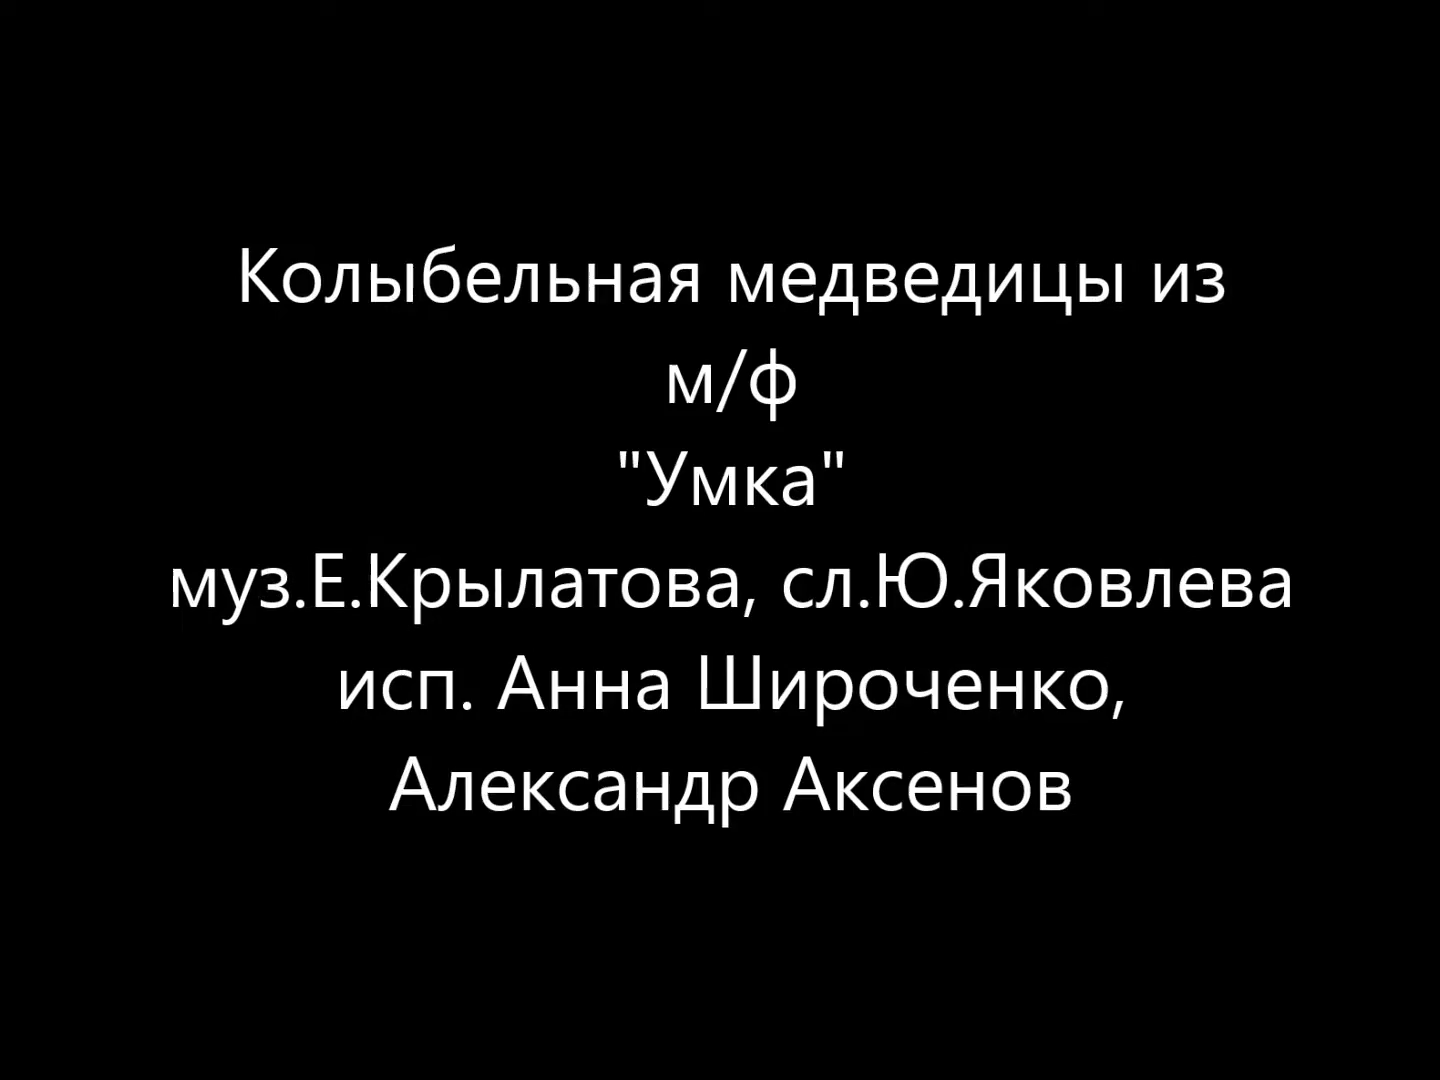 Колыбельная медведицы из
м/ф
"Умка"
муз.Е.Крылатова, сл.Ю.Яковлева
исп. Анна Широченко,
Александр Аксенов